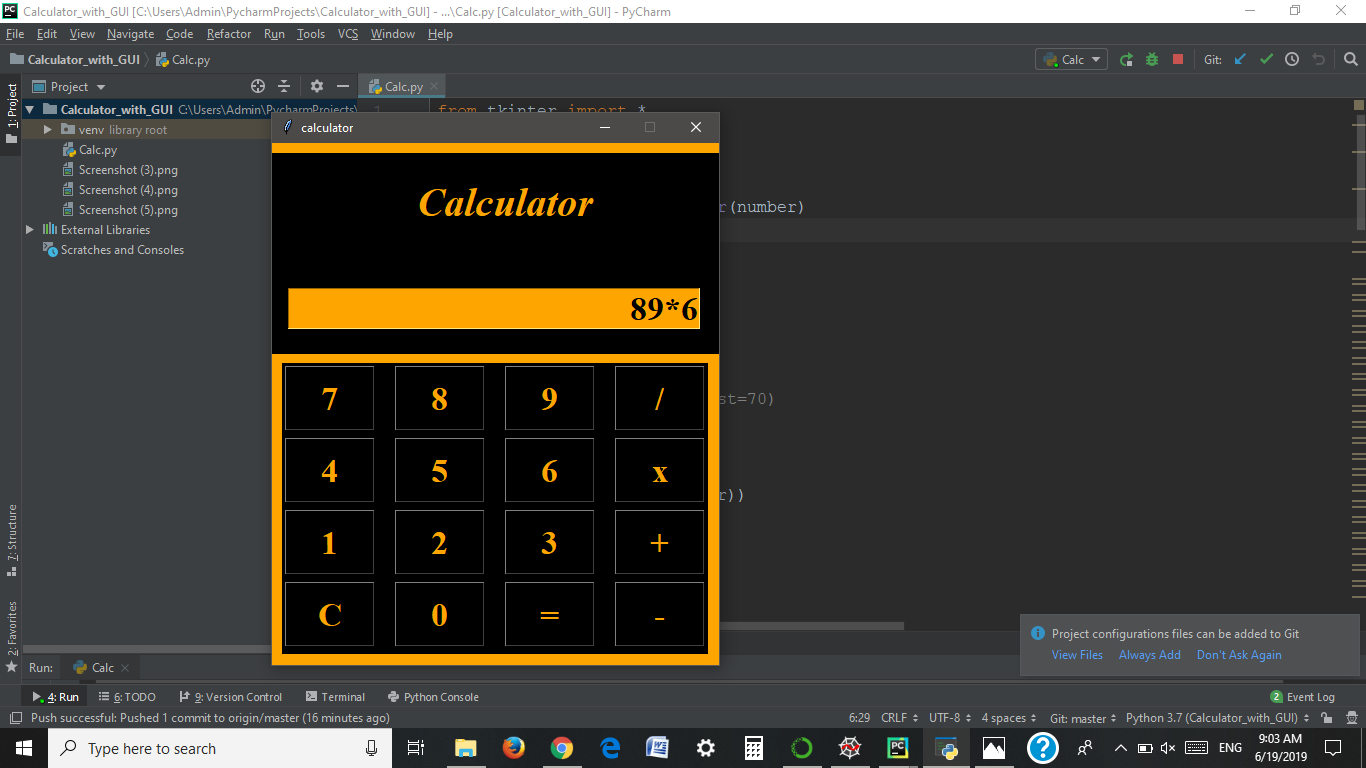 Calculator_with_GUI [C:\Users\Admin\PycharmProjects\Calculator_with_GUI] - ...\Calc.py [Calculator_with_GUI] - PyCharm
File Edit View Navigate Code Refactor Run Tools VCS Window Help
Calculator_with_GUI Calc.py Calc Git:
1: Project
Project
Calculator_with_GUI C:\Users\Admin\PycharmProjects\
venv library root
Calc.py
Screenshot (3).png
Screenshot (4).png
Screenshot (5).png
External Libraries
Scratches and Consoles
Calc.py
1 from tkinter import *
r(number)
st=70)
r))
calculator
Calculator
89*6
7 8 9 /
4 5 6 x
1 2 3 +
C 0 = -
7: Structure
2: Favorites
Project configurations files can be added to Git
View Files Always Add Don't Ask Again
Run: Calc
4: Run 6: TODO 9: Version Control Terminal Python Console 2 Event Log
Push successful: Pushed 1 commit to origin/master (16 minutes ago) 6:29 CRLF UTF-8 4 spaces Git: master Python 3.7 (Calculator_with_GUI)
Type here to search ENG 9:03 AM
6/19/2019